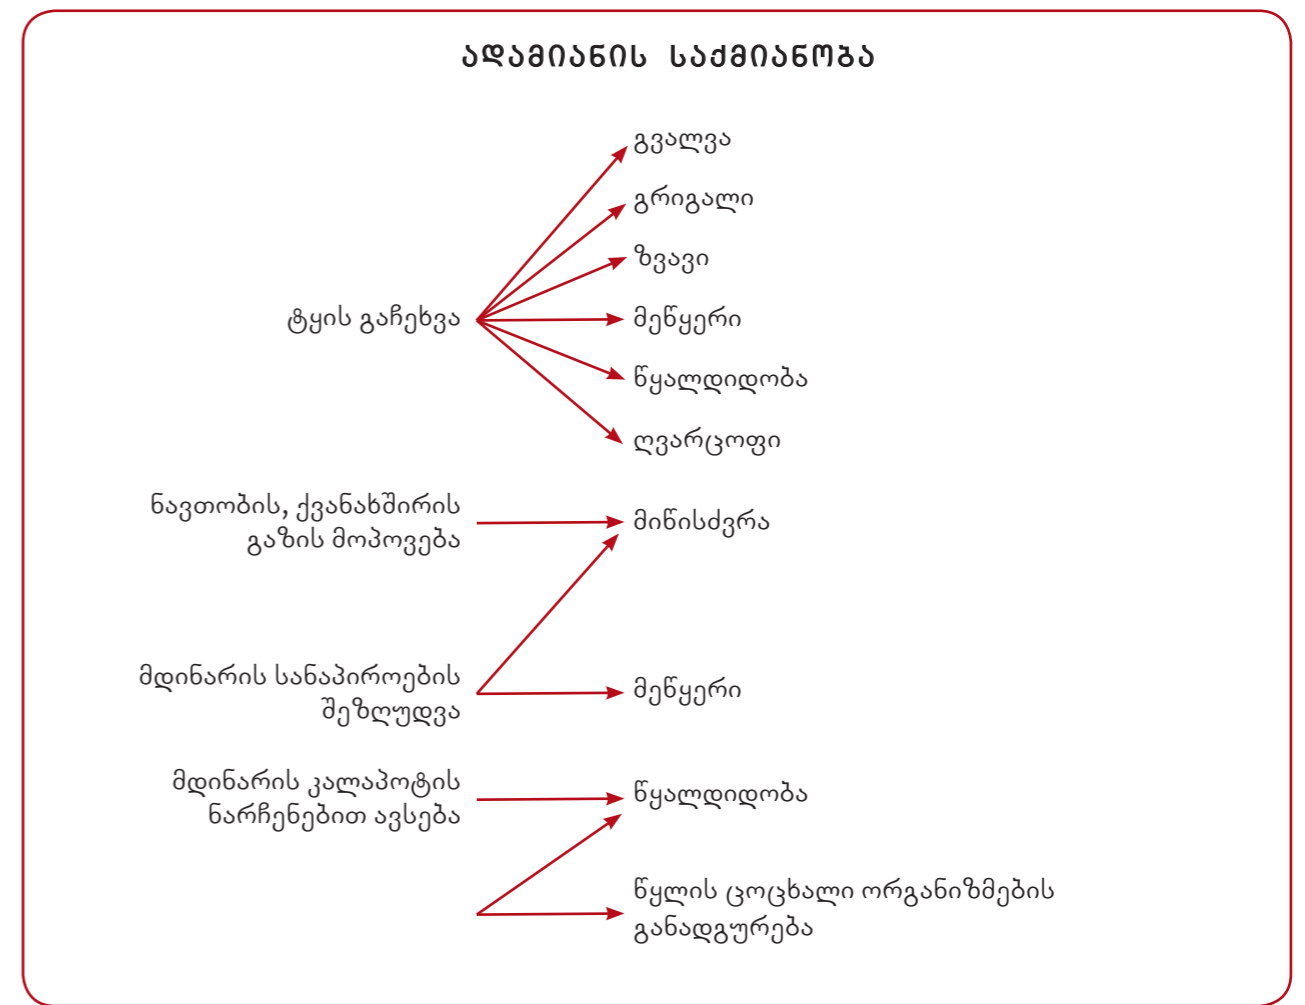 ადამიანის საქმიანობა
გვალვა
გრიგალი
ზვავი
ტყის გაჩეხვა
მეწყერი
წყალდიდობა
ღვარცოფი
ნავთობის, ქვანახშირის
გაზის მოპოვება
მიწისძვრა
მდინარის სანაპიროების
შეზღუდვა
მეწყერი
მდინარის კალაპოტის
ნარჩენებით ავსება
წყალდიდობა
წყლის ცოცხალი ორგანიზმების
განადგურება